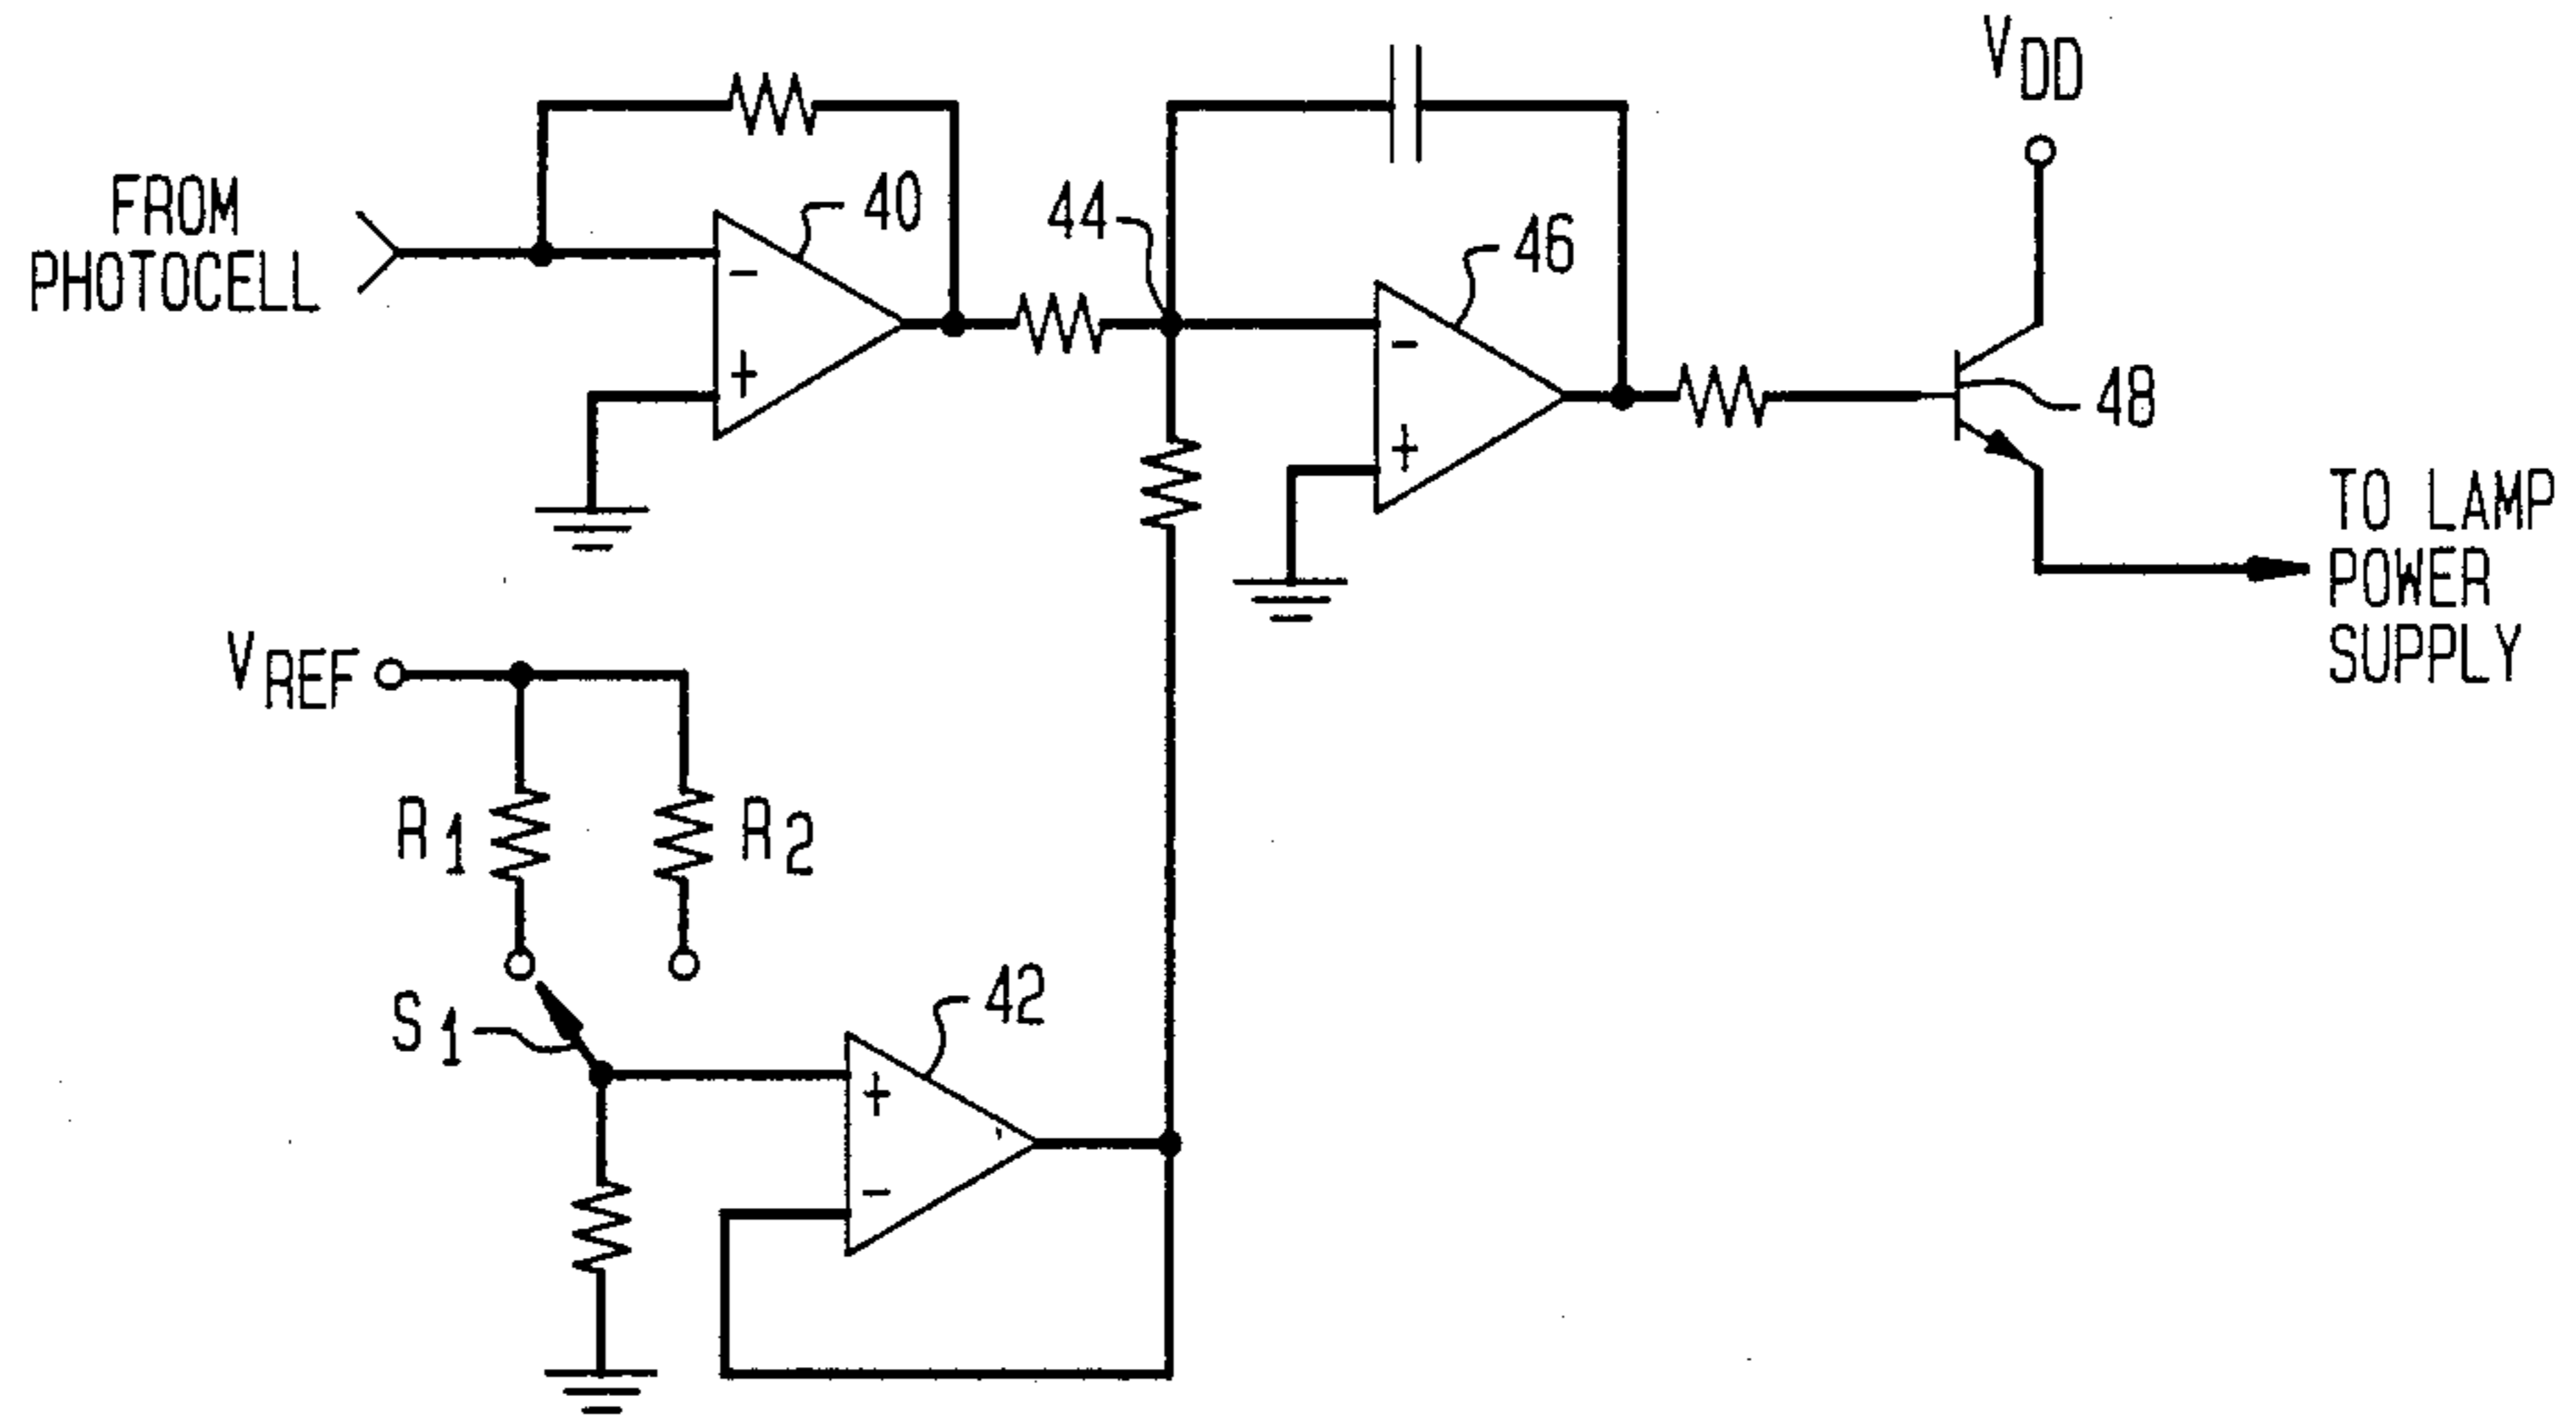 VDD
40
44
46
FROM
PHOTOCELL
-
+
-
+
48
TO LAMP
POWER
SUPPLY
VREF
R1
R2
S1
42
+
-